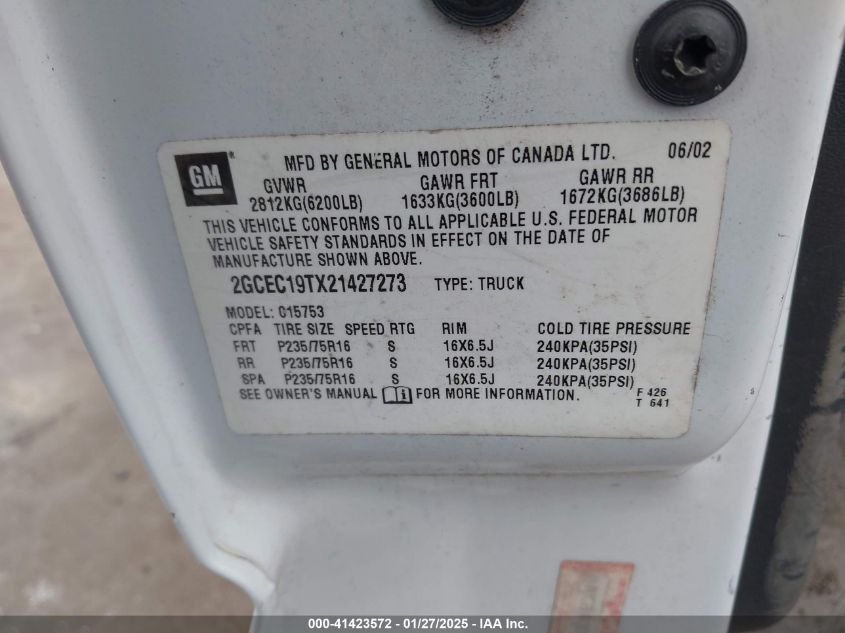 GM
MFD BY GENERAL MOTORS OF CANADA LTD. 06/02
GVWR GAWR FRT GAWR RR
2812KG(6200LB) 1633KG(3600LB) 1672KG(3686LB)
THIS VEHICLE CONFORMS TO ALL APPLICABLE U.S. FEDERAL MOTOR
VEHICLE SAFETY STANDARDS IN EFFECT ON THE DATE OF
MANUFACTURE SHOWN ABOVE.
2GCEC19TX21427273 TYPE: TRUCK
MODEL: C15753
CPFA TIRE SIZE SPEED RTG RIM COLD TIRE PRESSURE
FRT P235/75R16 S 16X6.5J 240KPA(35PSI)
RR P235/75R16 S 16X6.5J 240KPA(35PSI)
SPA P235/75R16 S 16X6.5J 240KPA(35PSI)
SEE OWNER'S MANUAL FOR MORE INFORMATION. F 426
T 641
000-41423572 - 01/27/2025 - IAA Inc.